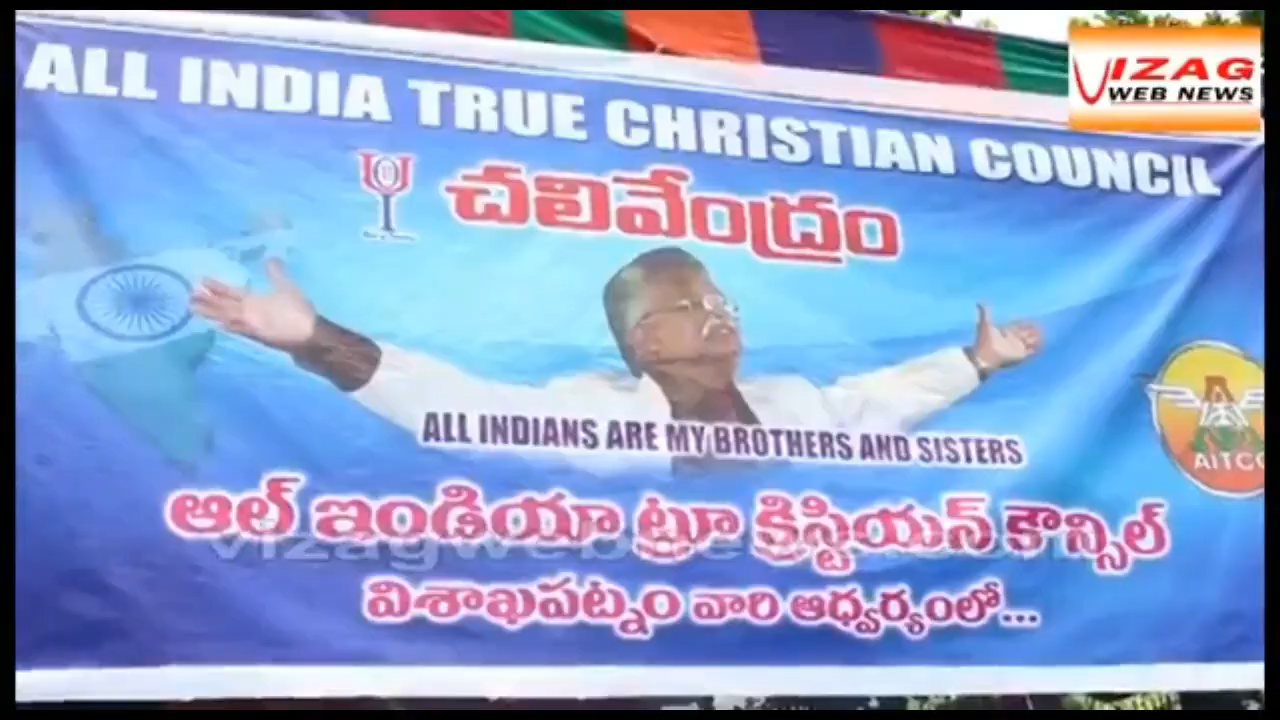 ALL INDIA TRUE CHRISTIAN COUNCIL
VIZAG
WEB NEWS
చలివేంద్రం
ALL INDIANS ARE MY BROTHERS AND SISTERS
AITCC
ఆల్ ఇండియా ట్రూ క్రిస్టియన్ కౌన్సిల్
విశాఖపట్నం వారి ఆధ్వర్యంలో...